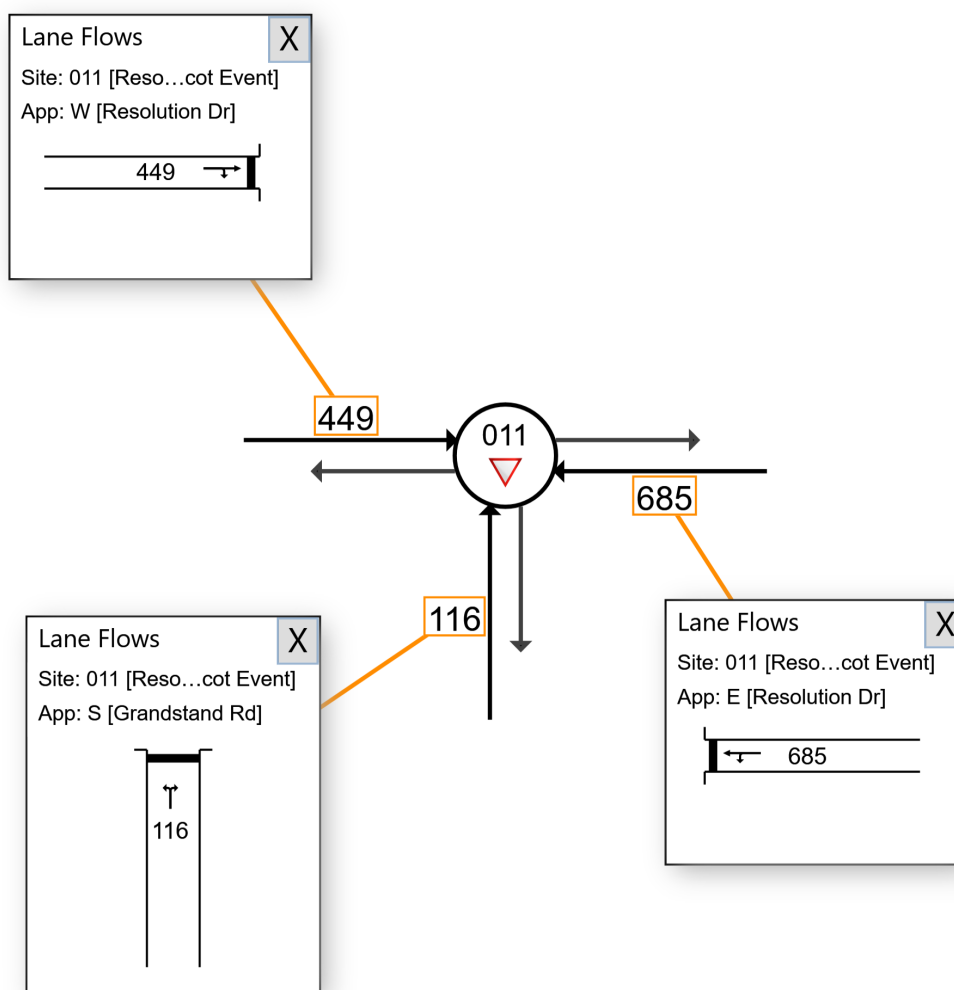 Lane Flows
X
Site: 011 [Reso...cot Event]
App: W [Resolution Dr]
449
449
011
685
116
Lane Flows
X
Site: 011 [Reso...cot Event]
App: E [Resolution Dr]
685
Lane Flows
X
Site: 011 [Reso...cot Event]
App: S [Grandstand Rd]
116